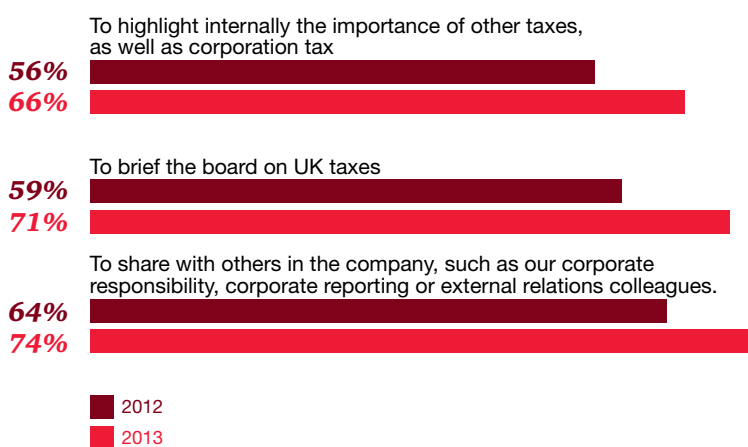 To highlight internally the importance of other taxes,
as well as corporation tax
56%
66%
To brief the board on UK taxes
59%
71%
To share with others in the company, such as our corporate
responsibility, corporate reporting or external relations colleagues.
64%
74%
2012
2013